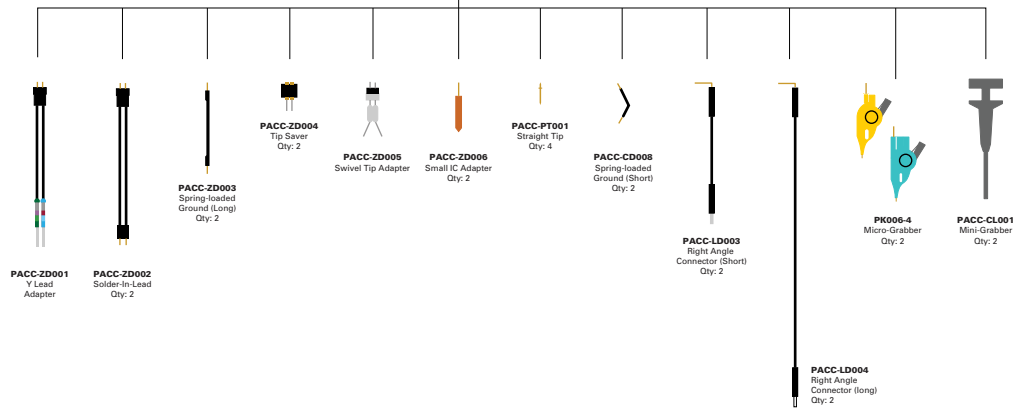 PACC-ZD001
Y Lead
Adapter
PACC-ZD002
Solder-In-Lead
Qty: 2
PACC-ZD003
Spring-loaded
Ground (Long)
Qty: 2
PACC-ZD004
Tip Saver
Qty: 2
PACC-ZD005
Swivel Tip Adapter
PACC-ZD006
Small IC Adapter
Qty: 2
PACC-PT001
Straight Tip
Qty: 4
PACC-CD008
Spring-loaded
Ground (Short)
Qty: 2
PACC-LD003
Right Angle
Connector (Short)
Qty: 2
PACC-LD004
Right Angle
Connector (long)
Qty: 2
PK006-4
Micro-Grabber
Qty: 2
PACC-CL001
Mini-Grabber
Qty: 2